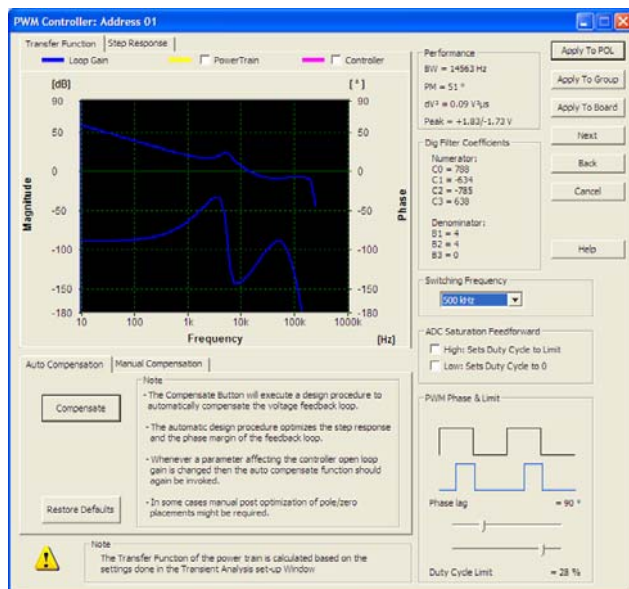 PWM Controller: Address 01
Transfer Function
Step Response
Loop Gain
PowerTrain
Controller
[dB]
[ ° ]
90
90
50
50
0
0
-50
-50
-100
-100
-150
-150
-180
-180
Magnitude
Phase
10
100
1k
10k
100k
1000k
Frequency
[Hz]
Auto Compensation
Manual Compensation
Compensate
Restore Defaults
Note
- The Compensate Button will execute a design procedure to
automatically compensate the voltage feedback loop.
- The automatic design procedure optimizes the step response
and the phase margin of the feedback loop.
- Whenever a parameter affecting the controller open loop
gain is changed then the auto compensate function should
again be invoked.
- In some cases manual post optimization of pole/zero
placements might be required.
Note
The Transfer Function of the power train is calculated based on the
settings done in the Transient Analysis set-up Window
Performance
BW = 14563 Hz
PM = 51 °
dV² = 0.09 V²µs
Peak = +1.83/-1.73 V
Dig Filter Coefficients
Numerator:
C0 = 788
C1 = -634
C2 = -785
C3 = 638
Denominator:
B1 = 4
B2 = 4
B3 = 0
Switching Frequency
500 kHz
ADC Saturation Feedforward
High: Sets Duty Cycle to Limit
Low: Sets Duty Cycle to 0
PWM Phase & Limit
Phase lag
= 90 °
Duty Cycle Limit
= 28 %
Apply To POL
Apply To Group
Apply To Board
Next
Back
Cancel
Help